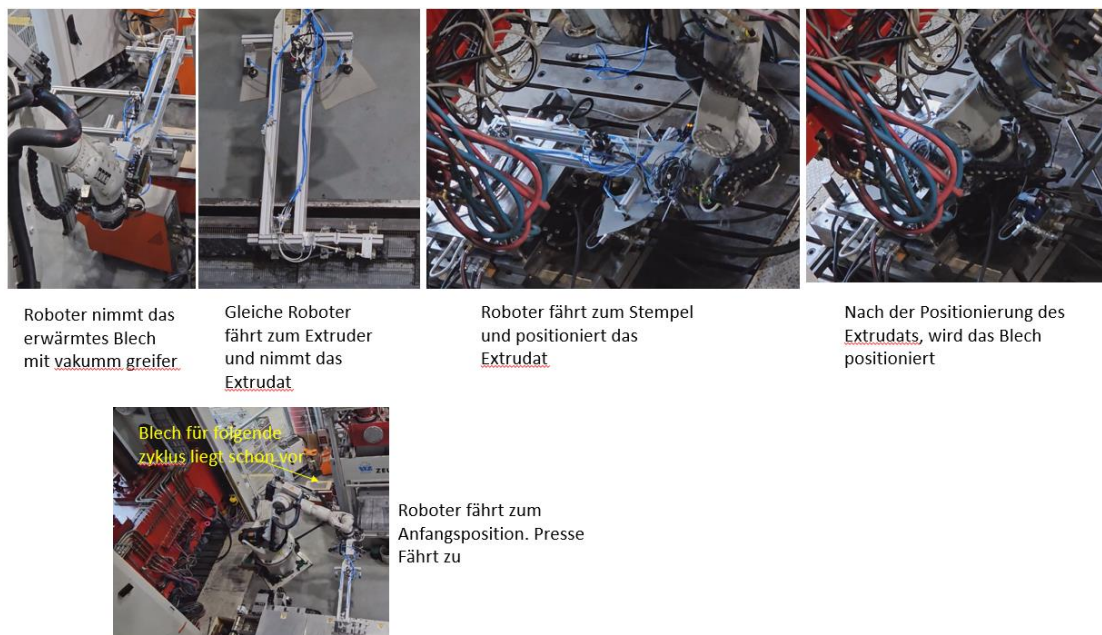 Roboter nimmt das
erwärmtes Blech
mit vakumm greifer
Gleiche Roboter
fährt zum Extruder
und nimmt das
Extrudat
Roboter fährt zum Stempel
und positioniert das
Extrudat
Nach der Positionierung des
Extrudats, wird das Blech
positioniert
Blech für folgende
zyklus liegt schon vor
Roboter fährt zum
Anfangsposition. Presse
Fährt zu